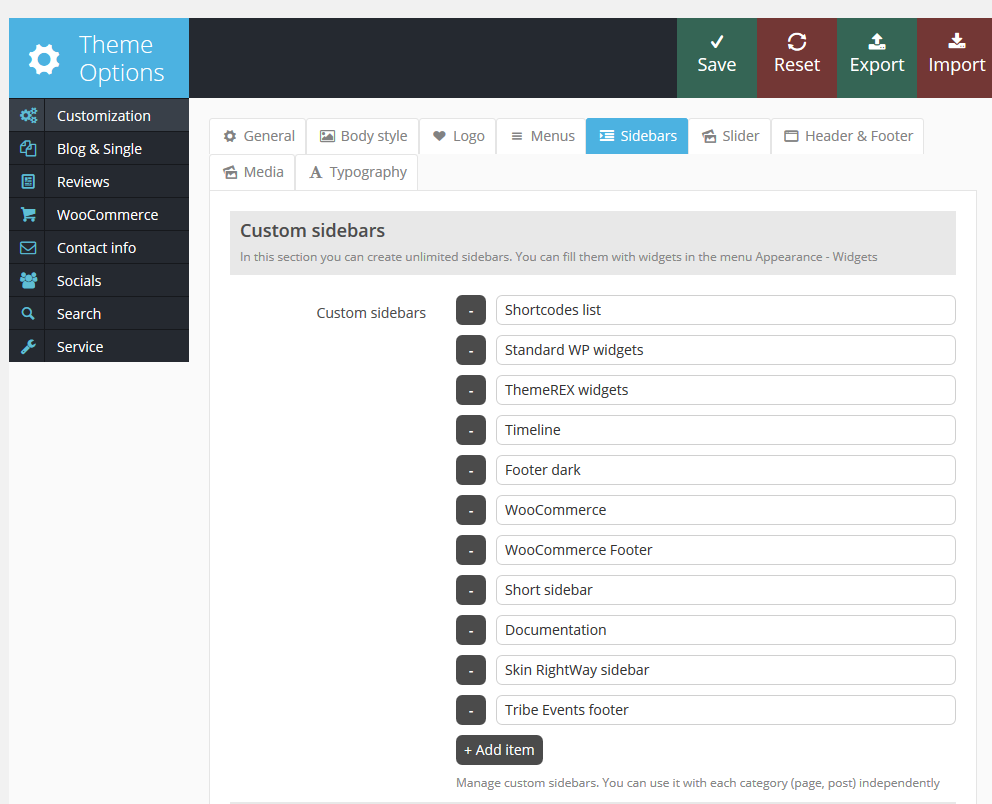 Theme
Options
Save
Reset
Export
Import
Customization
Blog & Single
Reviews
WooCommerce
Contact info
Socials
Search
Service
General
Body style
Logo
Menus
Sidebars
Slider
Header & Footer
Media
Typography
Custom sidebars
In this section you can create unlimited sidebars. You can fill them with widgets in the menu Appearance - Widgets
Custom sidebars
- Shortcodes list
- Standard WP widgets
- ThemeREX widgets
- Timeline
- Footer dark
- WooCommerce
- WooCommerce Footer
- Short sidebar
- Documentation
- Skin RightWay sidebar
- Tribe Events footer
+ Add item
Manage custom sidebars. You can use it with each category (page, post) independently